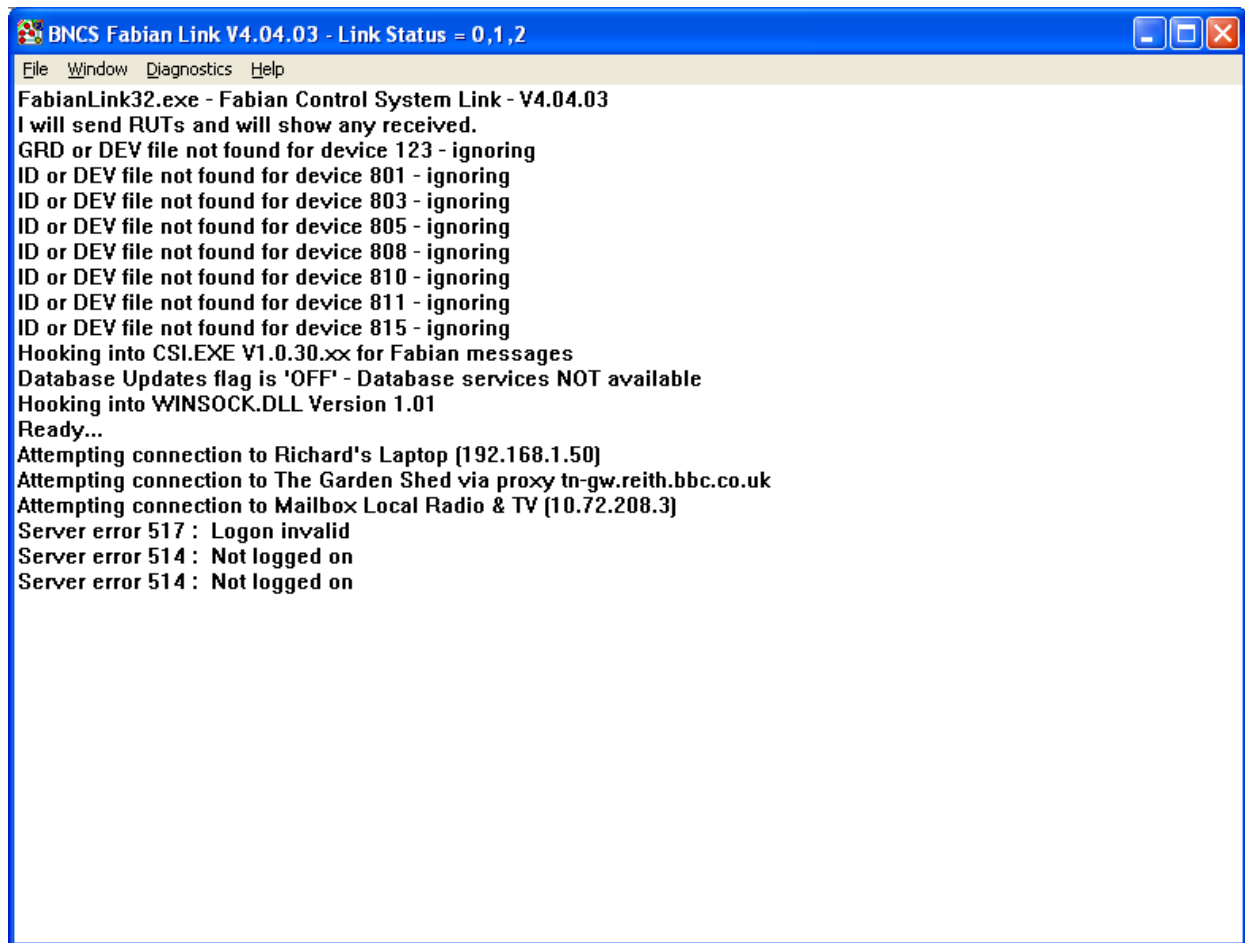 BNCS Fabian Link V4.04.03 - Link Status = 0,1,2
File Window Diagnostics Help
FabianLink32.exe - Fabian Control System Link - V4.04.03
I will send RUTs and will show any received.
GRD or DEV file not found for device 123 - ignoring
ID or DEV file not found for device 801 - ignoring
ID or DEV file not found for device 803 - ignoring
ID or DEV file not found for device 805 - ignoring
ID or DEV file not found for device 808 - ignoring
ID or DEV file not found for device 810 - ignoring
ID or DEV file not found for device 811 - ignoring
ID or DEV file not found for device 815 - ignoring
Hooking into CSI.EXE V1.0.30.xx for Fabian messages
Database Updates flag is 'OFF' - Database services NOT available
Hooking into WINSOCK.DLL Version 1.01
Ready...
Attempting connection to Richard's Laptop (192.168.1.50)
Attempting connection to The Garden Shed via proxy tn-gw.reith.bbc.co.uk
Attempting connection to Mailbox Local Radio & TV (10.72.208.3)
Server error 517 : Logon invalid
Server error 514 : Not logged on
Server error 514 : Not logged on